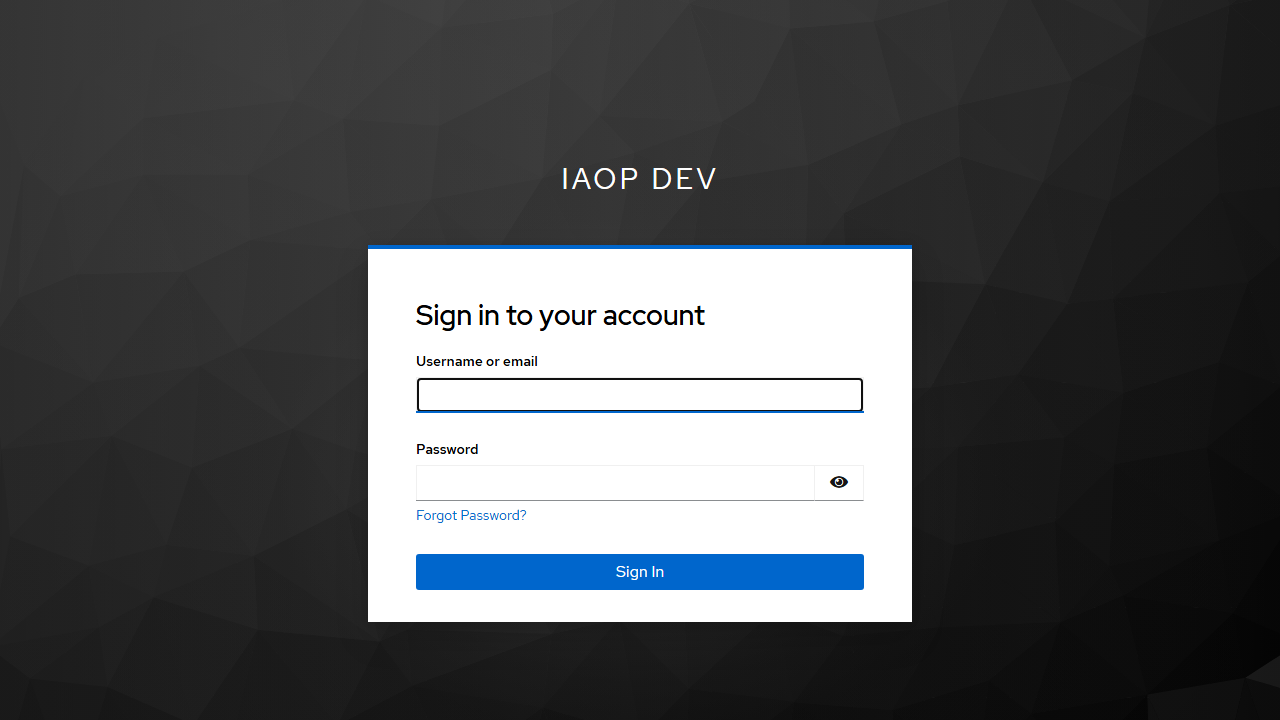 IAOP DEV
Sign in to your account
Username or email
Password
Forgot Password?
Sign In